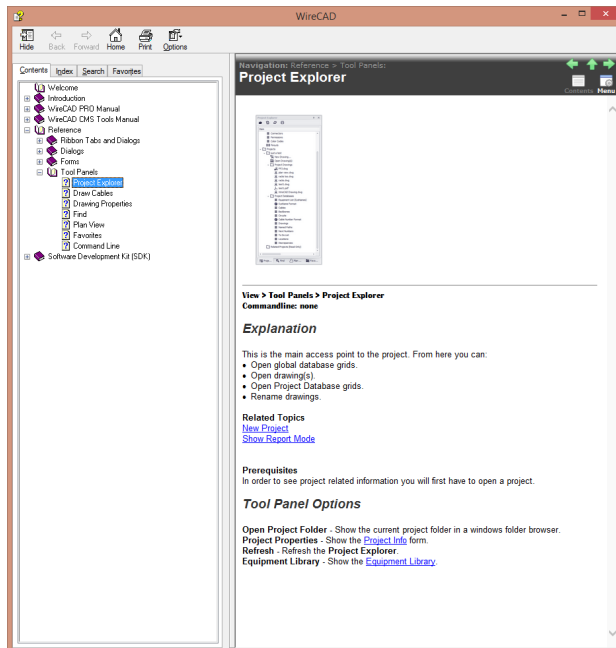 WireCAD
Hide Back Forward Home Print Options
Contents Index Search Favorites
Welcome
Introduction
WireCAD PRO Manual
WireCAD CMS Tools Manual
Reference
Ribbon Tabs and Dialogs
Dialogs
Forms
Tool Panels
Project Explorer
Draw Cables
Drawing Properties
Find
Plan View
Favorites
Command Line
Software Development Kit (SDK)
Navigation: Reference > Tool Panels:
Project Explorer
Contents Menu
View > Tool Panels > Project Explorer
Commandline: none
Explanation
This is the main access point to the project. From here you can:
• Open global database grids.
• Open drawing(s).
• Open Project Database grids.
• Rename drawings.
Related Topics
New Project
Show Report Mode
Prerequisites
In order to see project related information you will first have to open a project.
Tool Panel Options
Open Project Folder - Show the current project folder in a windows folder browser.
Project Properties - Show the Project Info form.
Refresh - Refresh the Project Explorer.
Equipment Library - Show the Equipment Library.